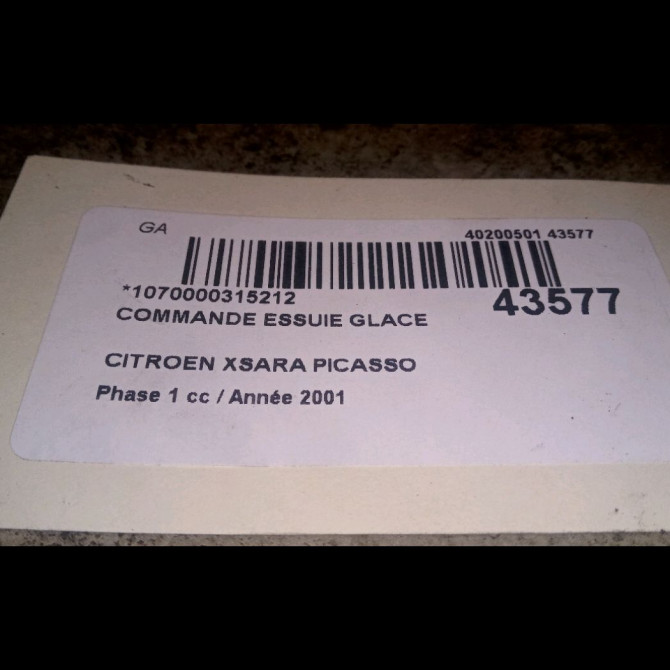 GA
40200501 43577
*1070000315212
43577
COMMANDE ESSUIE GLACE
CITROEN XSARA PICASSO
Phase 1 cc / Année 2001